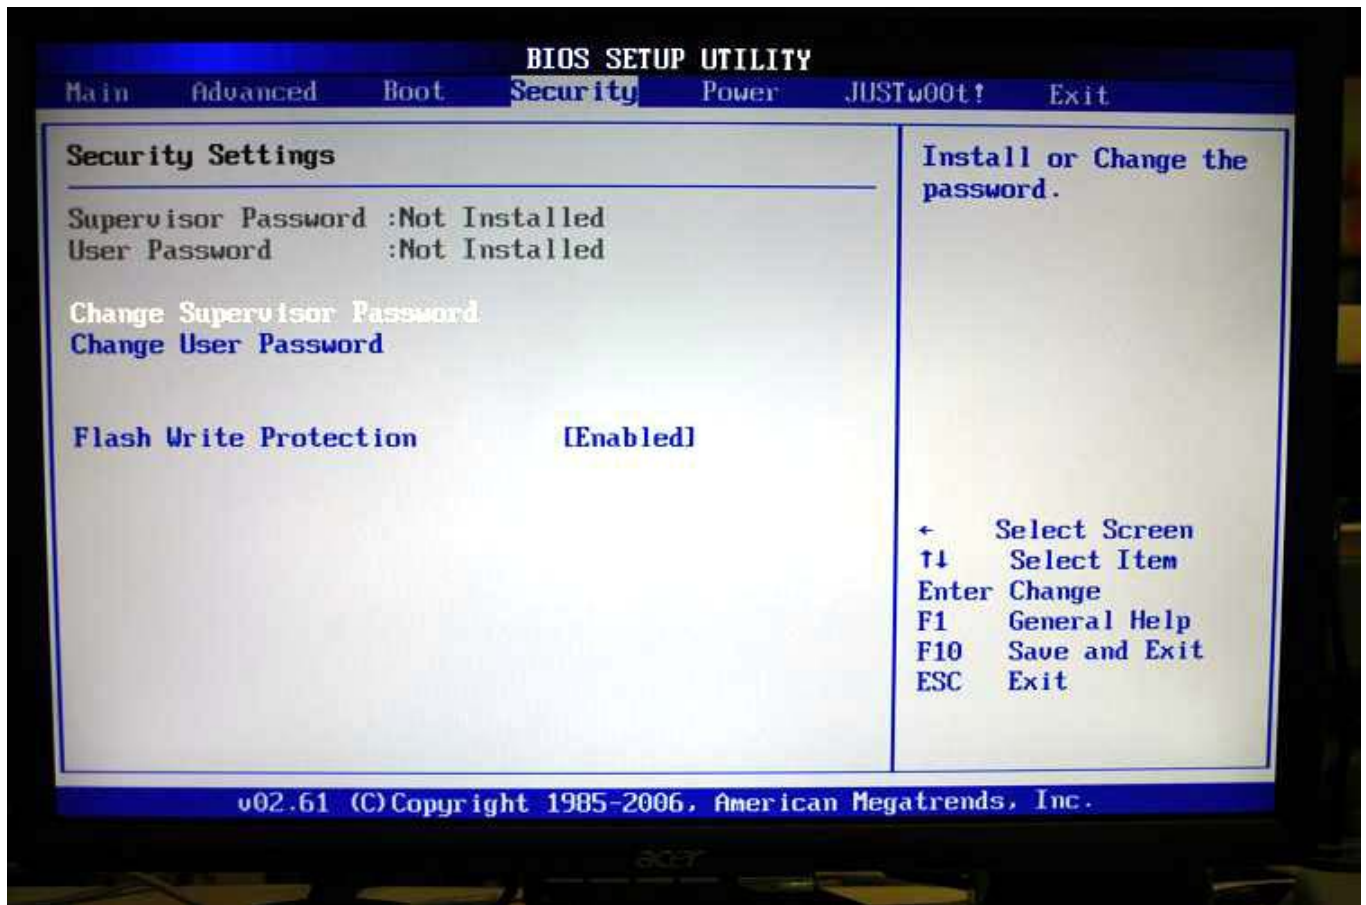 BIOS SETUP UTILITY
Main Advanced Boot Security Power JUSTw00t! Exit
Security Settings
Supervisor Password :Not Installed
User Password :Not Installed
Change Supervisor Password
Change User Password
Flash Write Protection [Enabled]
Install or Change the
password.
← Select Screen
↑↓ Select Item
Enter Change
F1 General Help
F10 Save and Exit
ESC Exit
v02.61 (C)Copyright 1985-2006, American Megatrends, Inc.
acer